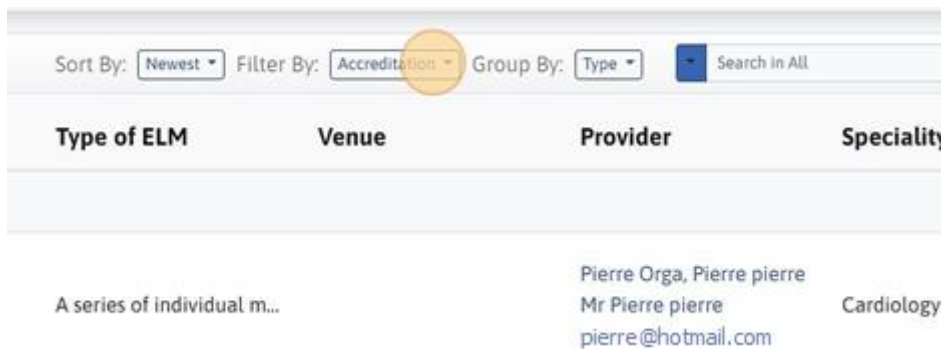 Sort By: Newest Filter By: Accreditation Group By: Type Search in All
Type of ELM Venue Provider Speciality
Pierre Orga, Pierre pierre
A series of individual m... Mr Pierre pierre Cardiology
pierre@hotmail.com